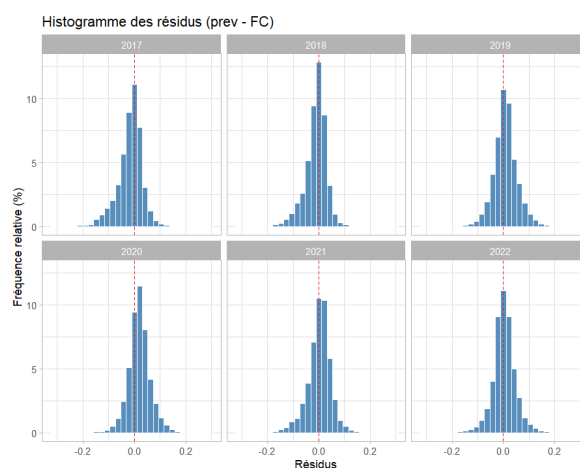 Histogramme des résidus (prev - FC)
2017 2018 2019
10
5
0
2020 2021 2022
10
5
0
-0.2 0.0 0.2 -0.2 0.0 0.2 -0.2 0.0 0.2
Fréquence relative (%)
Résidus